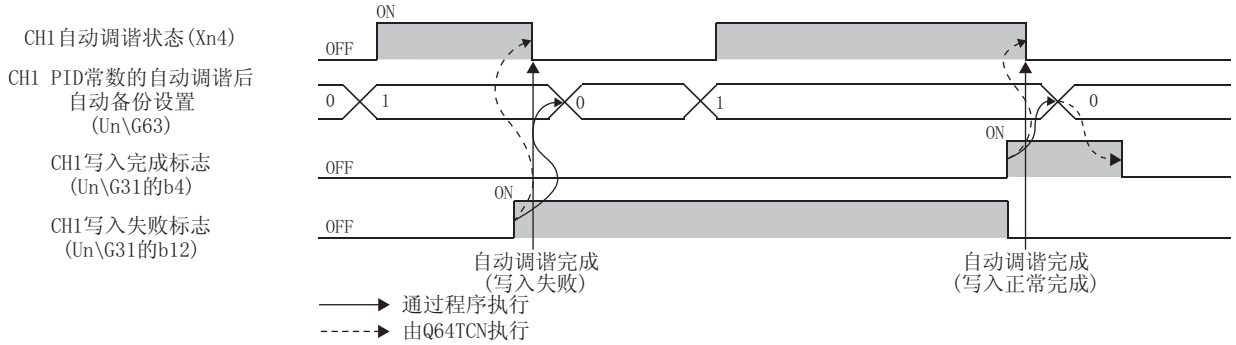 ON
CH1自动调谐状态(Xn4)
OFF
CH1 PID常数的自动调谐后
自动备份设置
(Un\G63)
0
1
0
1
0
CH1写入完成标志
(Un\G31的b4)
OFF
ON
CH1写入失败标志
(Un\G31的b12)
OFF
ON
自动调谐完成
(写入失败)
自动调谐完成
(写入正常完成)
通过程序执行
由Q64TCN执行